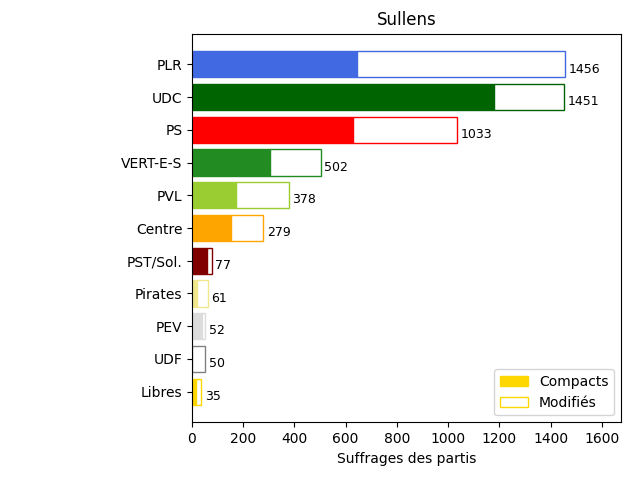 Sullens
PLR 1456
UDC 1451
PS 1033
VERT-E-S 502
PVL 378
Centre 279
PST/Sol. 77
Pirates 61
PEV 52
UDF 50
Libres 35
Compacts
Modifiés
0 200 400 600 800 1000 1200 1400 1600
Suffrages des partis